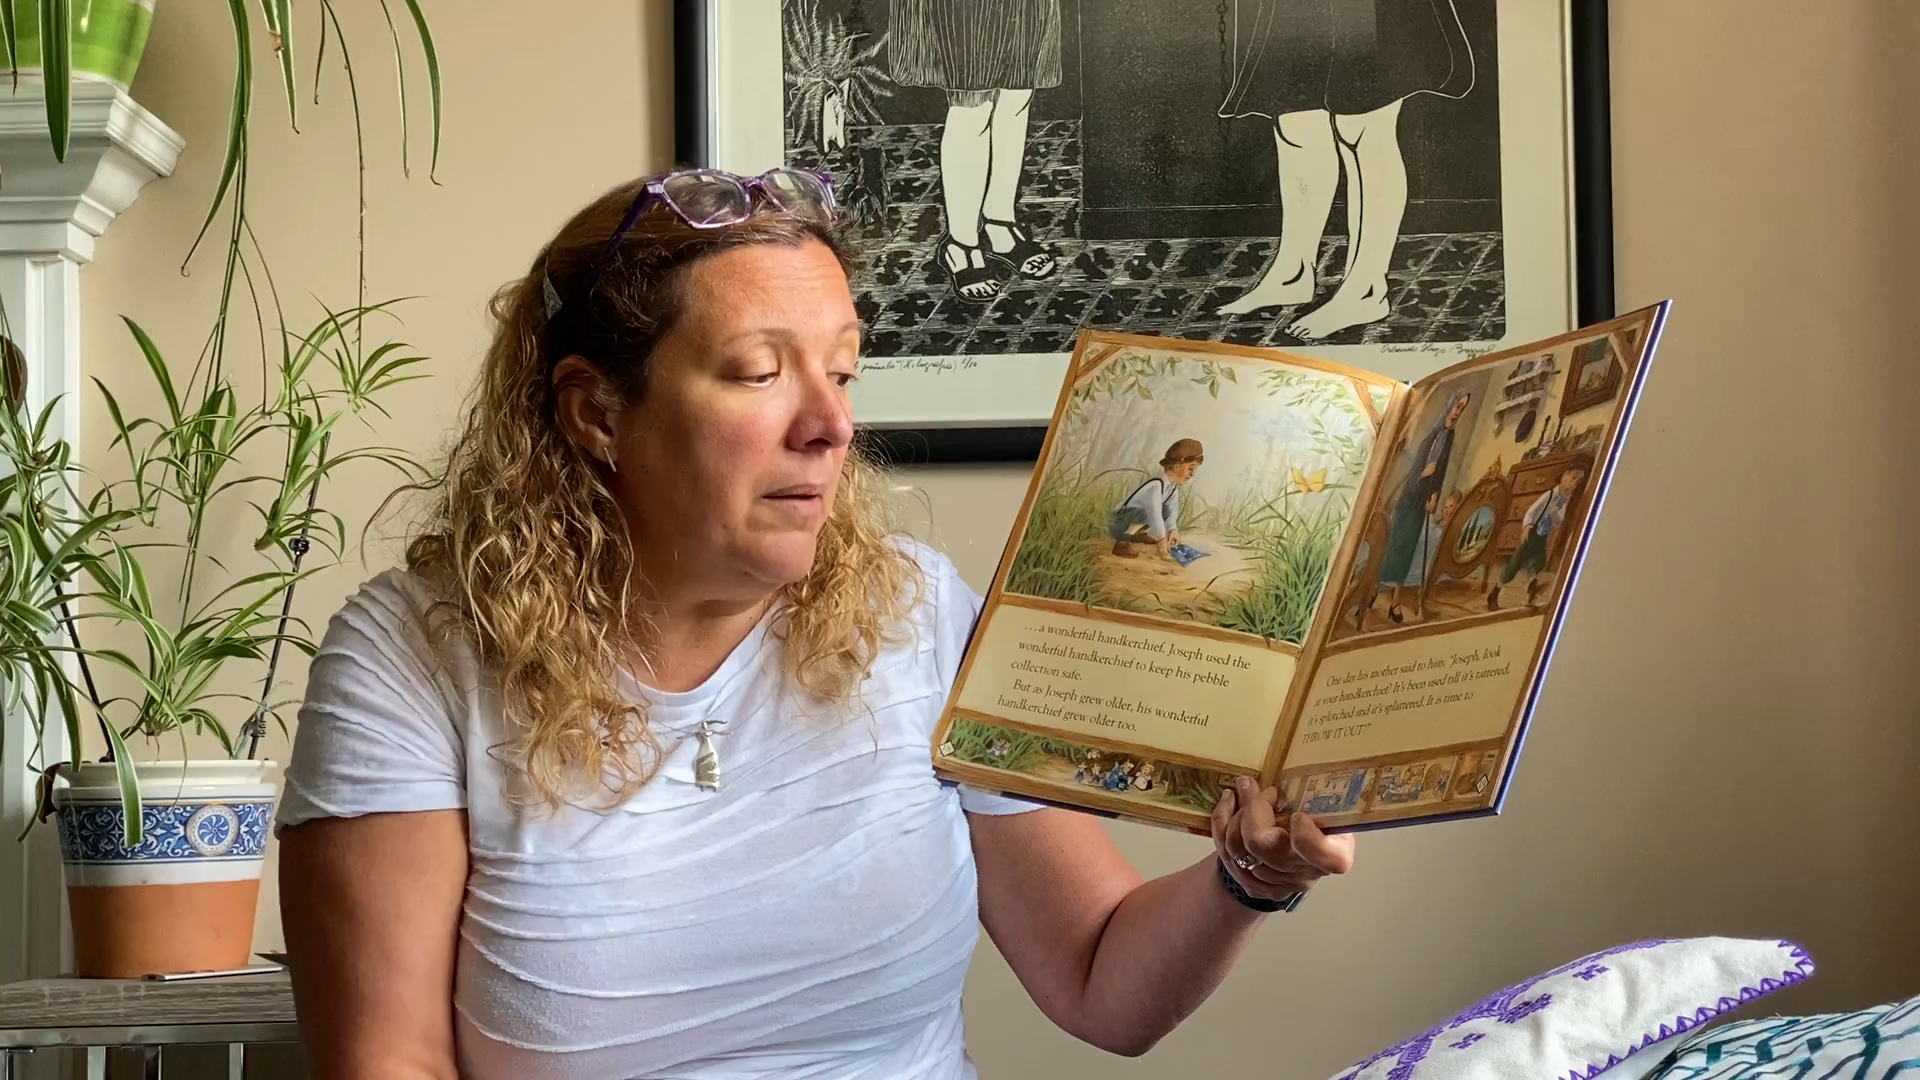 (Xilografia)
...a wonderful handkerchief. Joseph used the
wonderful handkerchief to keep his pebble
collection safe.
But as Joseph grew older, his wonderful
handkerchief grew older too.
One day his mother said to him, "Joseph, look
at your handkerchief! It's been used till it's tattered,
it's splotched and it's splattered. It is time to
THROW IT OUT!"